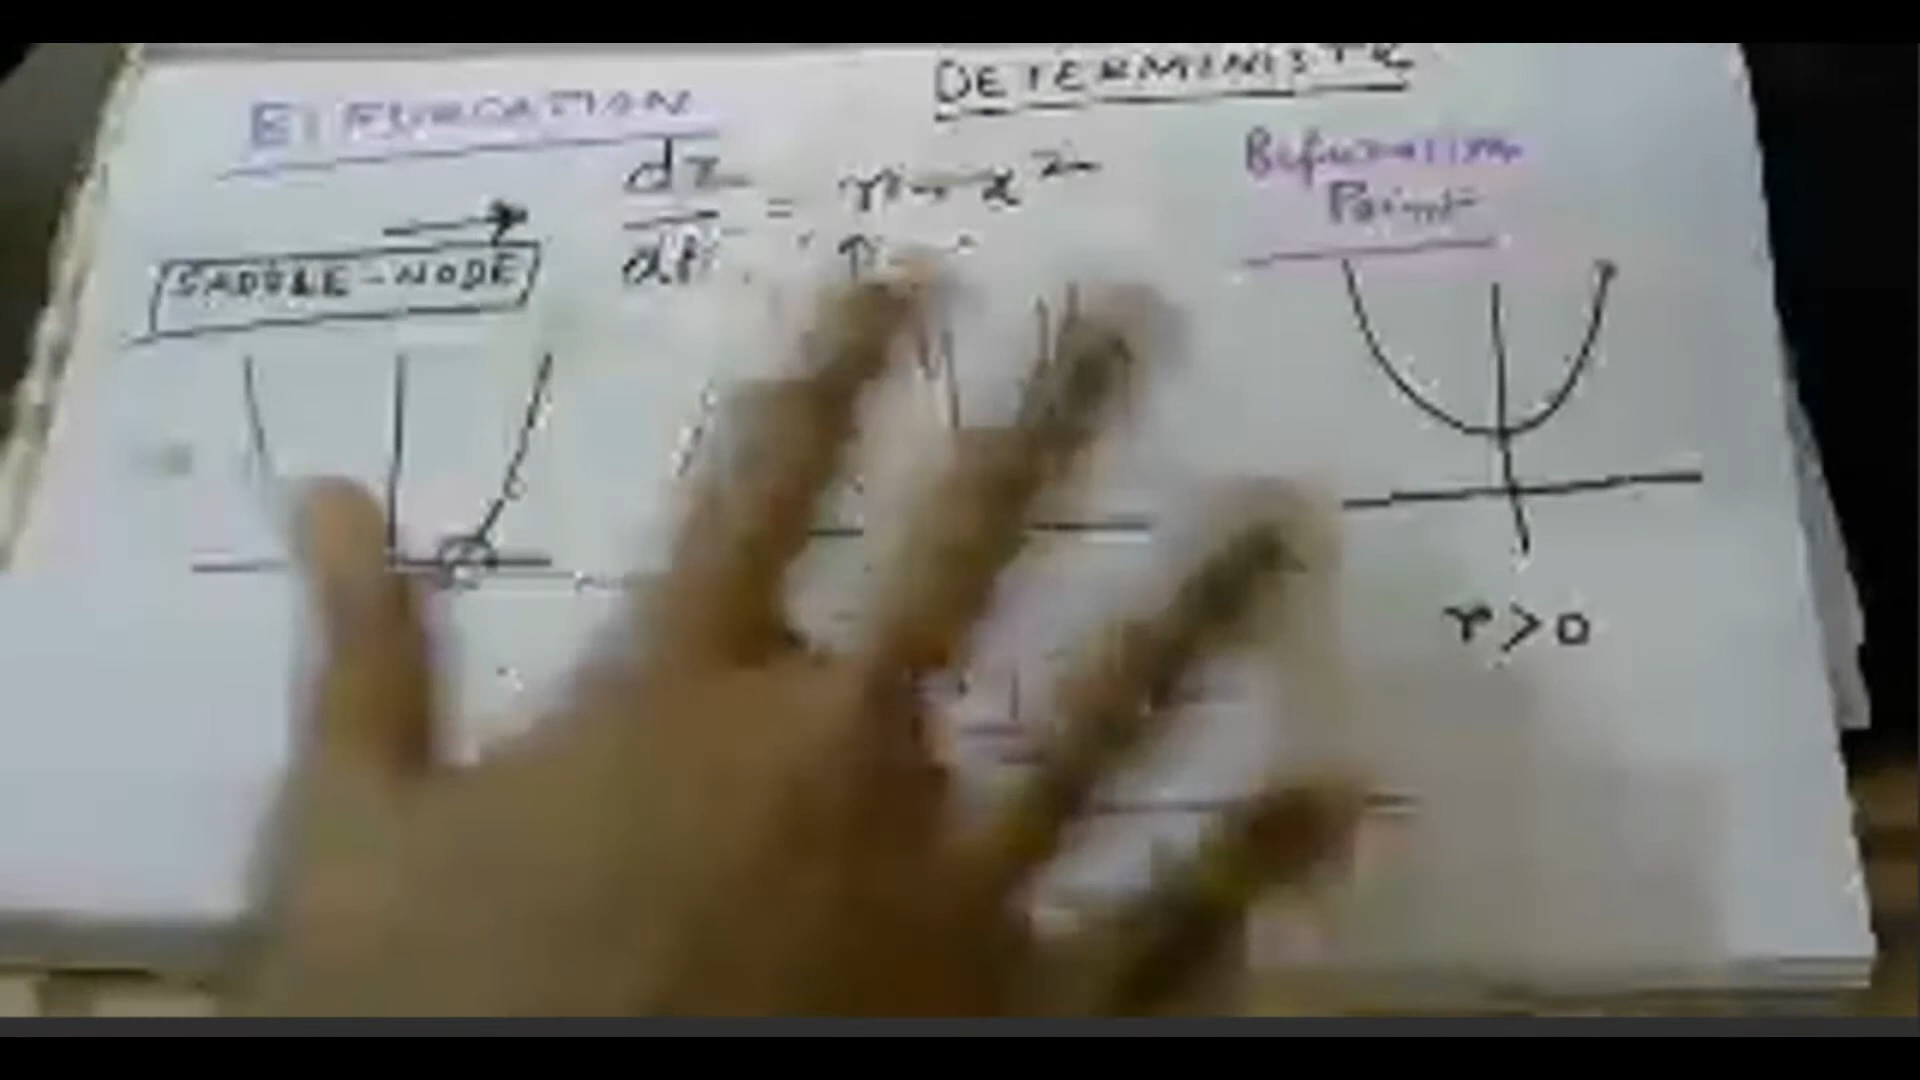 DETERMINISTIC
BIFURCATION
Bifurcation
Point
dx/dt = r + x²
SADDLE-NODE
r > 0